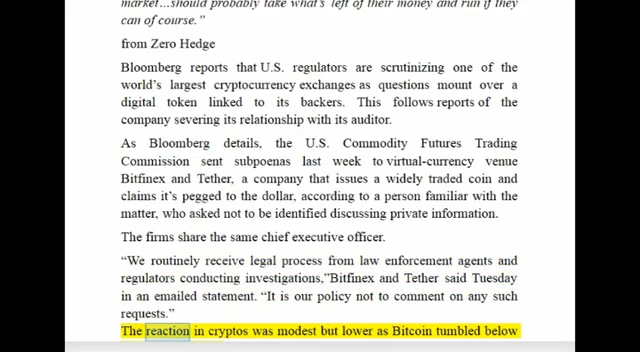 market…should probably take what's left of their money and run if they
can of course."
from Zero Hedge
Bloomberg reports that U.S. regulators are scrutinizing one of the
world's largest cryptocurrency exchanges as questions mount over a
digital token linked to its backers. This follows reports of the
company severing its relationship with its auditor.
As Bloomberg details, the U.S. Commodity Futures Trading
Commission sent subpoenas last week to virtual-currency venue
Bitfinex and Tether, a company that issues a widely traded coin and
claims it's pegged to the dollar, according to a person familiar with the
matter, who asked not to be identified discussing private information.
The firms share the same chief executive officer.
"We routinely receive legal process from law enforcement agents and
regulators conducting investigations,"Bitfinex and Tether said Tuesday
in an emailed statement. "It is our policy not to comment on any such
requests."
The reaction in cryptos was modest but lower as Bitcoin tumbled below